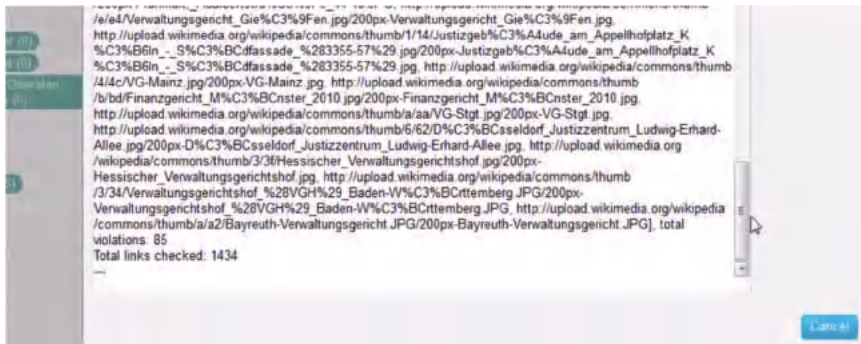 /e/e4/Verwaltungsgericht_Gie%C3%9Fen.jpg/200px-Verwaltungsgericht_Gie%C3%9Fen.jpg,
http://upload.wikimedia.org/wikipedia/commons/thumb/1/14/Justizgeb%C3%A4ude_am_Appellhofplatz_K
%C3%B6ln_-_S%C3%BCdfassade_%283355-57%29.jpg/200px-Justizgeb%C3%A4ude_am_Appellhofplatz_K
%C3%B6ln_-_S%C3%BCdfassade_%283355-57%29.jpg, http://upload.wikimedia.org/wikipedia/commons/thumb
/4/4c/VG-Mainz.jpg/200px-VG-Mainz.jpg, http://upload.wikimedia.org/wikipedia/commons/thumb
/b/bd/Finanzgericht_M%C3%BCnster_2010.jpg/200px-Finanzgericht_M%C3%BCnster_2010.jpg,
http://upload.wikimedia.org/wikipedia/commons/thumb/a/aa/VG-Stgt.jpg/200px-VG-Stgt.jpg,
http://upload.wikimedia.org/wikipedia/commons/thumb/6/62/D%C3%BCsseldorf_Justizzentrum_Ludwig-Erhard-
Allee.jpg/200px-D%C3%BCsseldorf_Justizzentrum_Ludwig-Erhard-Allee.jpg, http://upload.wikimedia.org
/wikipedia/commons/thumb/3/3f/Hessischer_Verwaltungsgerichtshof.jpg/200px-
Hessischer_Verwaltungsgerichtshof.jpg, http://upload.wikimedia.org/wikipedia/commons/thumb
/3/34/Verwaltungsgerichtshof_%28VGH%29_Baden-W%C3%BCrttemberg.JPG/200px-
Verwaltungsgerichtshof_%28VGH%29_Baden-W%C3%BCrttemberg.JPG, http://upload.wikimedia.org/wikipedia
/commons/thumb/a/a2/Bayreuth-Verwaltungsgericht.JPG/200px-Bayreuth-Verwaltungsgericht.JPG], total
violations: 85
Total links checked: 1434
---
Cancel